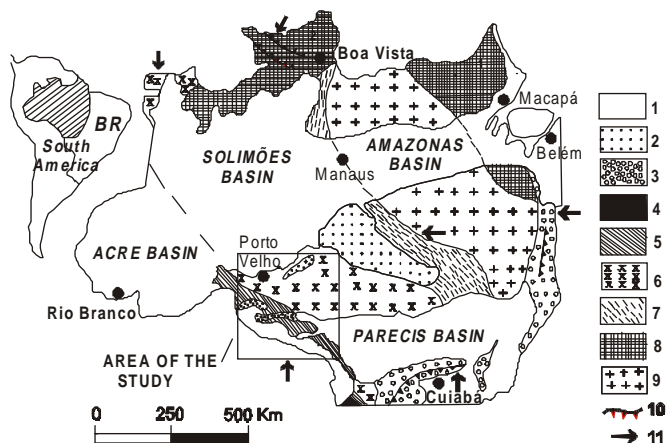 Boa Vista
Macapá
BR
South
America
SOLIMÕES
BASIN
AMAZONAS
BASIN
Manaus
Belém
ACRE BASIN
Porto
Velho
Rio Branco
PARECIS BASIN
AREA OF THE
STUDY
Cuiabá
0 250 500 Km
1
2
3
4
5
6
7
8
9
10
11